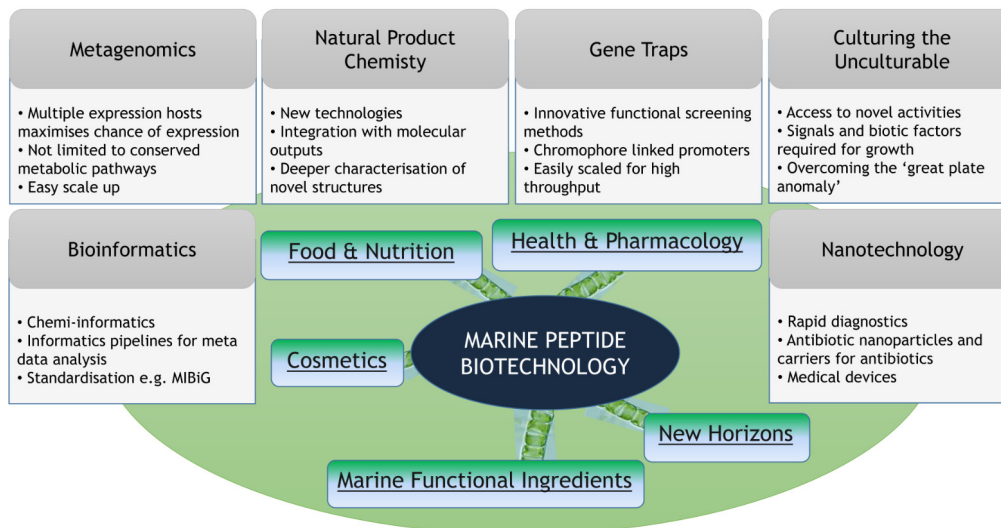 Metagenomics
• Multiple expression hosts
maximises chance of expression
• Not limited to conserved
metabolic pathways
• Easy scale up
Natural Product
Chemisty
• New technologies
• Integration with molecular
outputs
• Deeper characterisation of
novel structures
Gene Traps
• Innovative functional screening
methods
• Chromophore linked promoters
• Easily scaled for high
throughput
Culturing the
Unculturable
• Access to novel activities
• Signals and biotic factors
required for growth
• Overcoming the ‘great plate
anomaly’
Bioinformatics
• Chemi-informatics
• Informatics pipelines for meta
data analysis
• Standardisation e.g. MIBiG
Food & Nutrition
Health & Pharmacology
Cosmetics
MARINE PEPTIDE
BIOTECHNOLOGY
New Horizons
Marine Functional Ingredients
Nanotechnology
• Rapid diagnostics
• Antibiotic nanoparticles and
carriers for antibiotics
• Medical devices